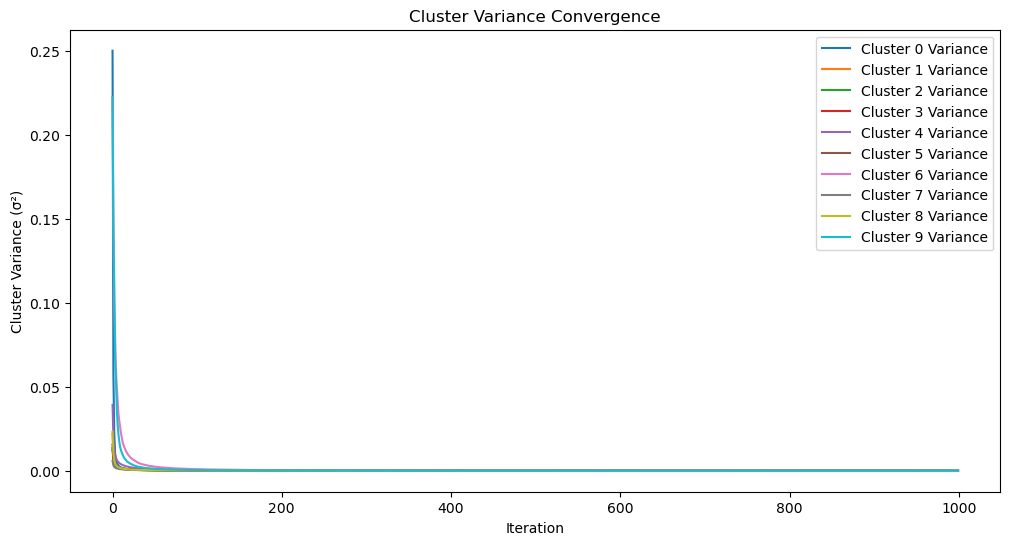 Cluster Variance Convergence
Cluster Variance (σ²)
0.25
0.20
0.15
0.10
0.05
0.00
0
200
400
600
800
1000
Iteration
Cluster 0 Variance
Cluster 1 Variance
Cluster 2 Variance
Cluster 3 Variance
Cluster 4 Variance
Cluster 5 Variance
Cluster 6 Variance
Cluster 7 Variance
Cluster 8 Variance
Cluster 9 Variance